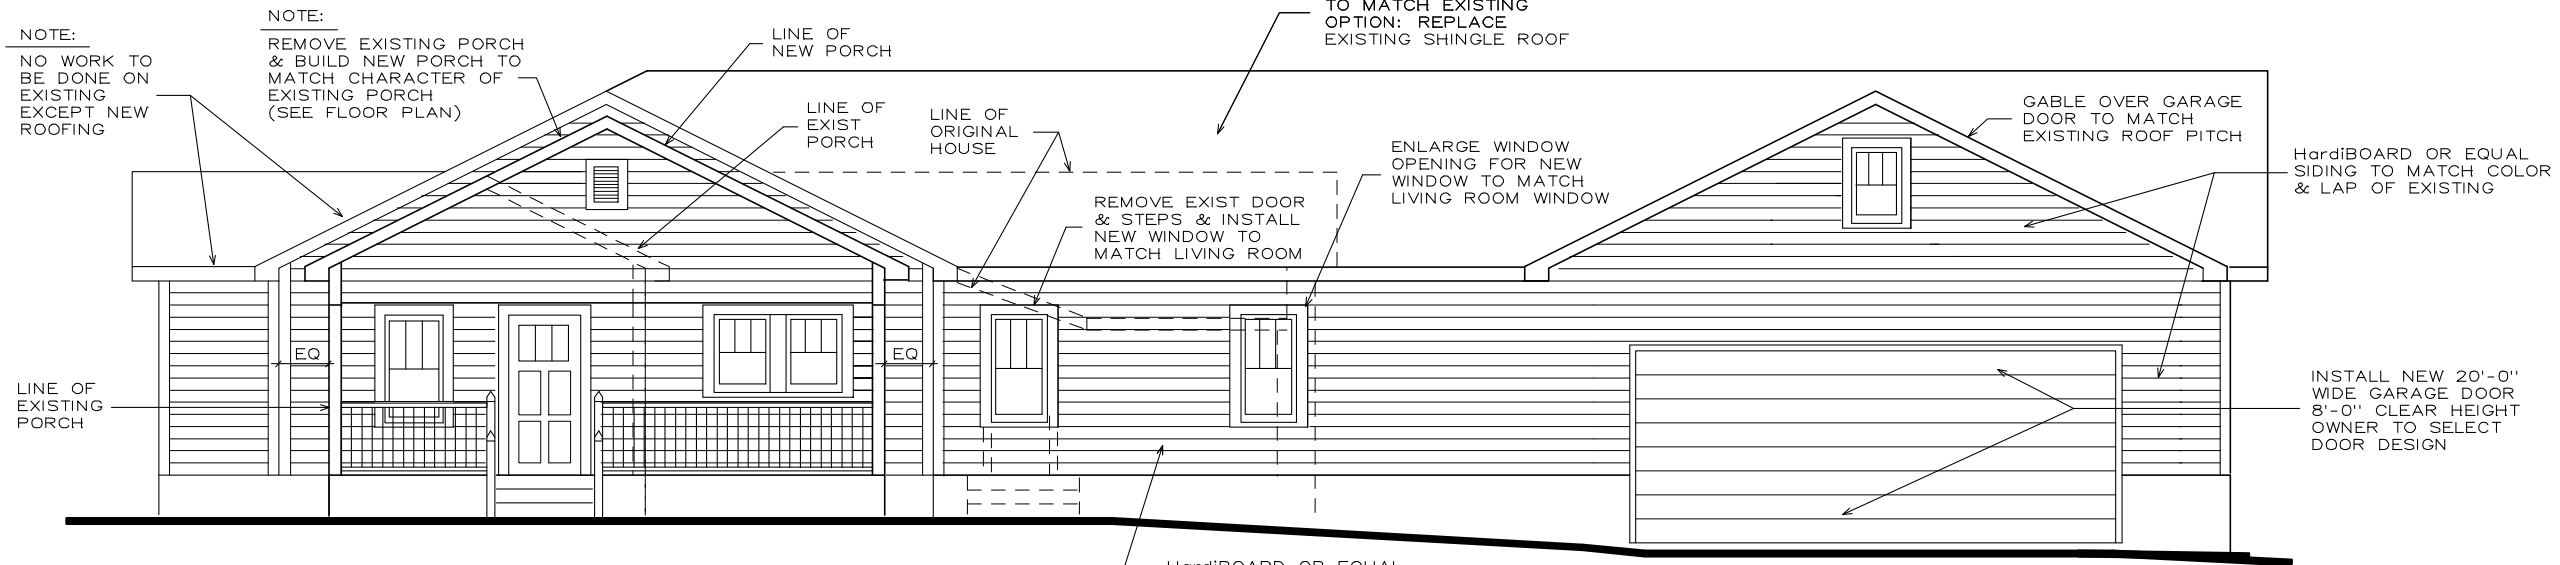 NOTE:
NO WORK TO
BE DONE ON
EXISTING
EXCEPT NEW
ROOFING
NOTE:
REMOVE EXISTING PORCH
& BUILD NEW PORCH TO
MATCH CHARACTER OF
EXISTING PORCH
(SEE FLOOR PLAN)
LINE OF
NEW PORCH
LINE OF
EXIST
PORCH
LINE OF
ORIGINAL
HOUSE
TO MATCH EXISTING
OPTION: REPLACE
EXISTING SHINGLE ROOF
REMOVE EXIST DOOR
& STEPS & INSTALL
NEW WINDOW TO
MATCH LIVING ROOM
ENLARGE WINDOW
OPENING FOR NEW
WINDOW TO MATCH
LIVING ROOM WINDOW
GABLE OVER GARAGE
DOOR TO MATCH
EXISTING ROOF PITCH
HardiBOARD OR EQUAL
SIDING TO MATCH COLOR
& LAP OF EXISTING
EQ
EQ
LINE OF
EXISTING
PORCH
INSTALL NEW 20'-0"
WIDE GARAGE DOOR
8'-0" CLEAR HEIGHT
OWNER TO SELECT
DOOR DESIGN
HardiBOARD OR EQUAL